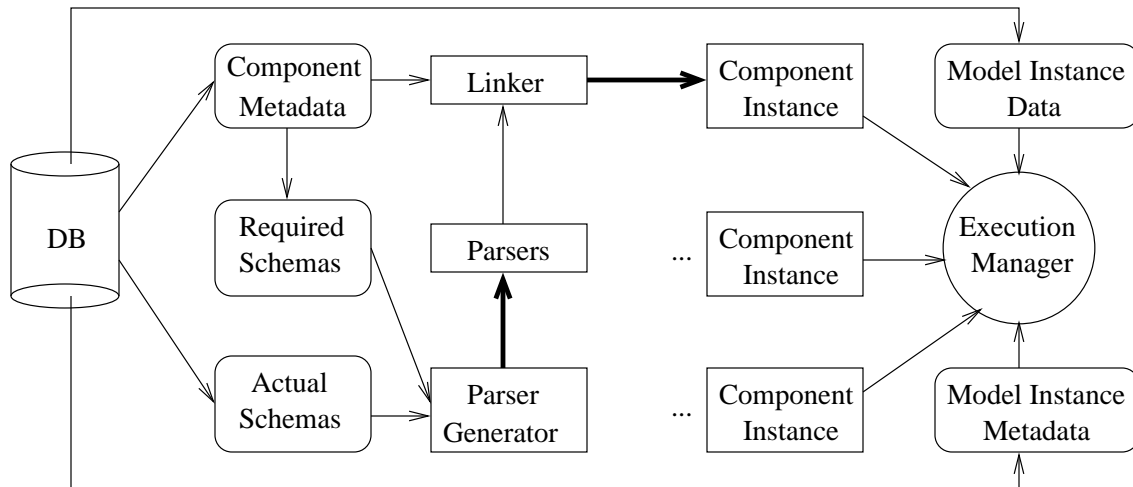 DB
Component
Metadata
Required
Schemas
Actual
Schemas
Linker
Parsers
Parser
Generator
Component
Instance
...
Component
Instance
...
Component
Instance
Model Instance
Data
Execution
Manager
Model Instance
Metadata